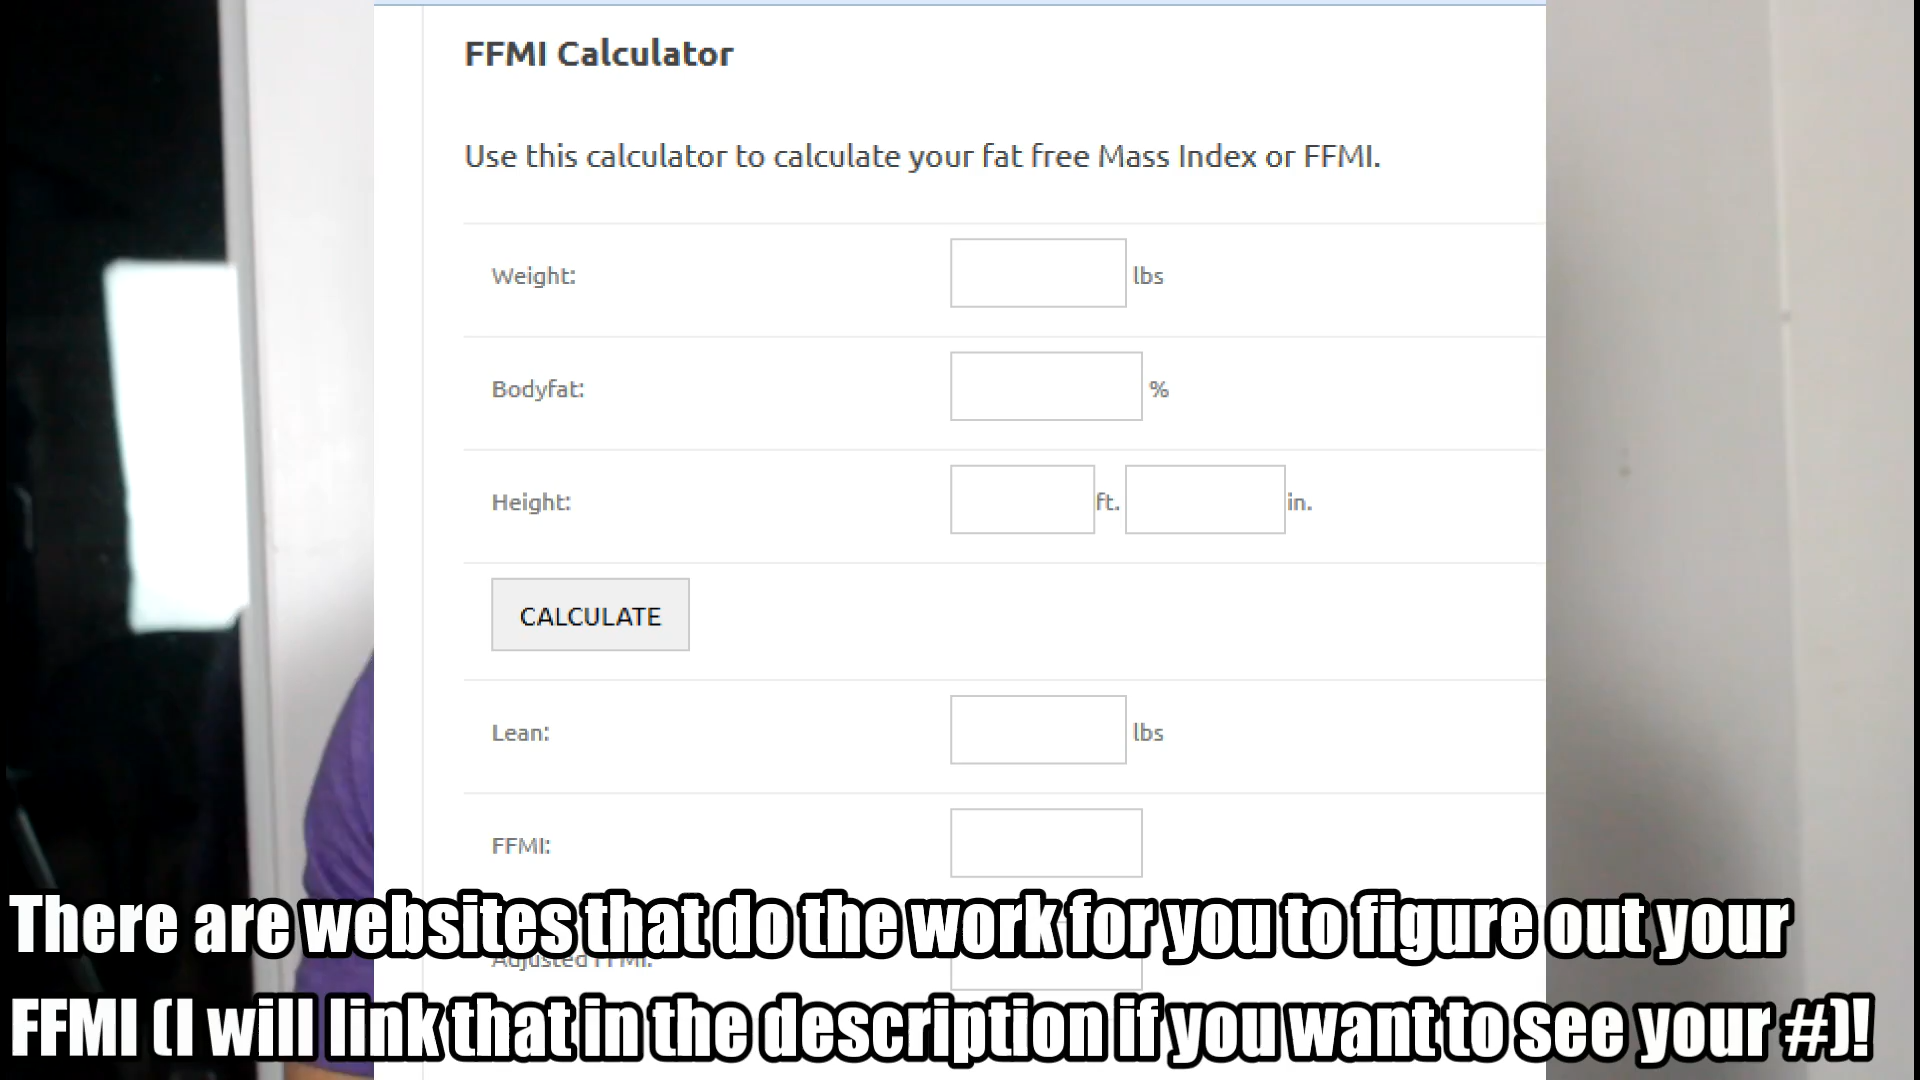 FFMI Calculator
Use this calculator to calculate your fat free Mass Index or FFMI.
Weight: lbs
Bodyfat: %
Height: ft. in.
CALCULATE
Lean: lbs
FFMI:
Adjusted FFMI:
There are websites that do the work for you to figure out your
FFMI (I will link that in the description if you want to see your #)!